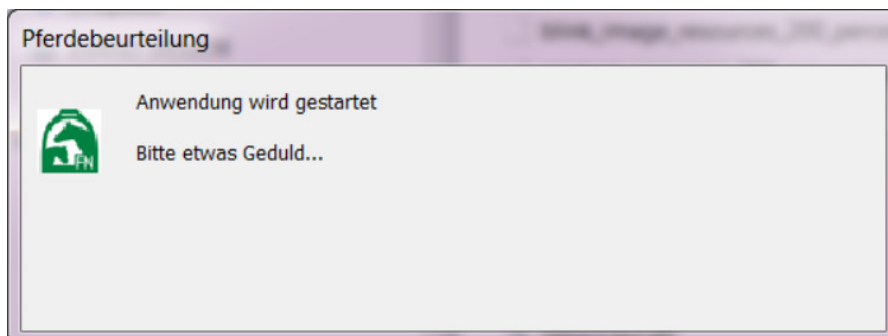 Pferdebeurteilung
Anwendung wird gestartet
FN
Bitte etwas Geduld...